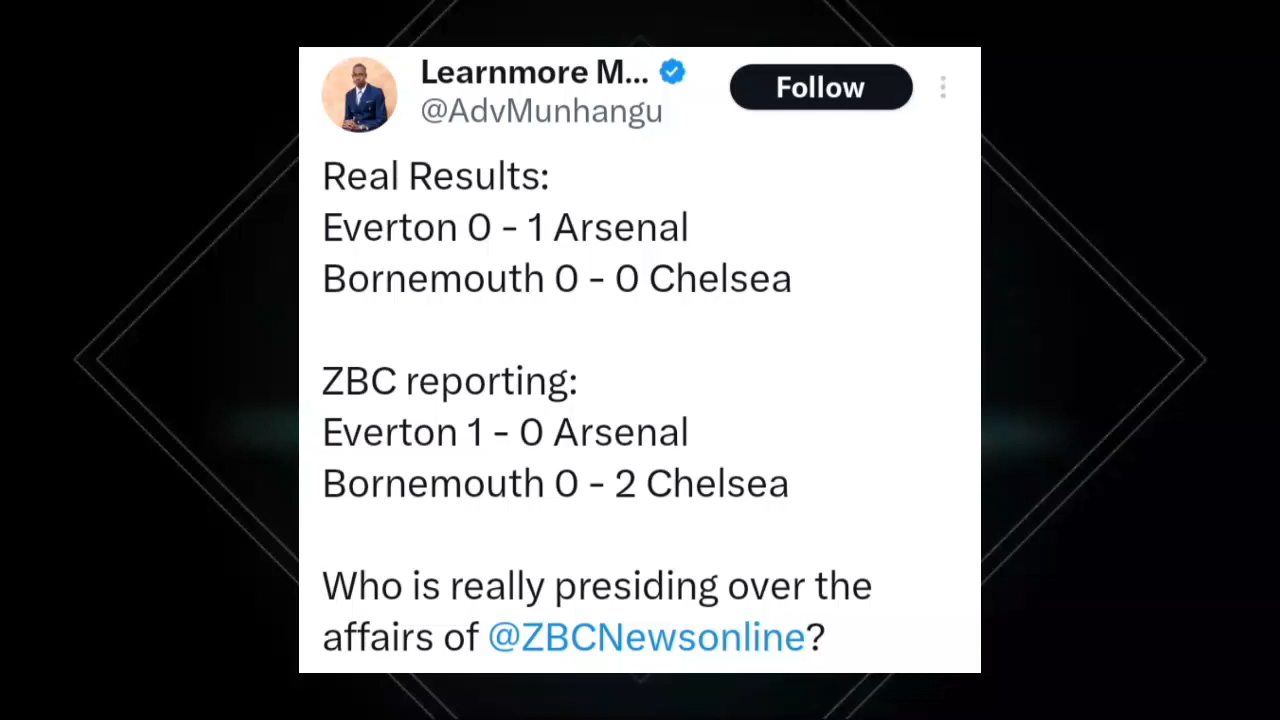 Learnmore M...
Follow
@AdvMunhangu
Real Results:
Everton 0 - 1 Arsenal
Bornemouth 0 - 0 Chelsea
ZBC reporting:
Everton 1 - 0 Arsenal
Bornemouth 0 - 2 Chelsea
Who is really presiding over the
affairs of @ZBCNewsonline?